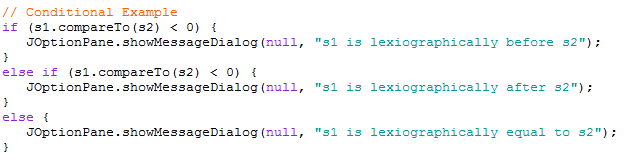 // Conditional Example
if (s1.compareTo(s2) < 0) {
   JOptionPane.showMessageDialog(null, "s1 is lexiographically before s2");
}
else if (s1.compareTo(s2) < 0) {
   JOptionPane.showMessageDialog(null, "s1 is lexiographically after s2");
}
else {
   JOptionPane.showMessageDialog(null, "s1 is lexiographically equal to s2");
}